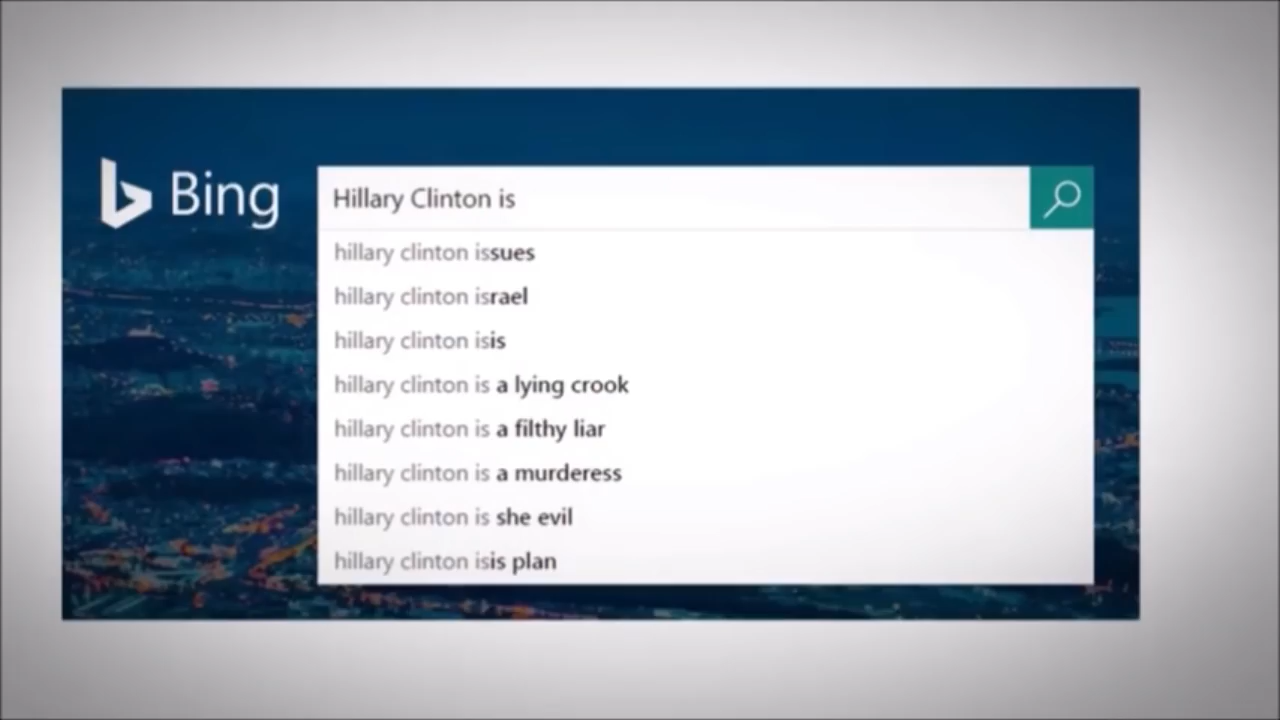 Bing
Hillary Clinton is
hillary clinton issues
hillary clinton israel
hillary clinton isis
hillary clinton is a lying crook
hillary clinton is a filthy liar
hillary clinton is a murderess
hillary clinton is she evil
hillary clinton isis plan